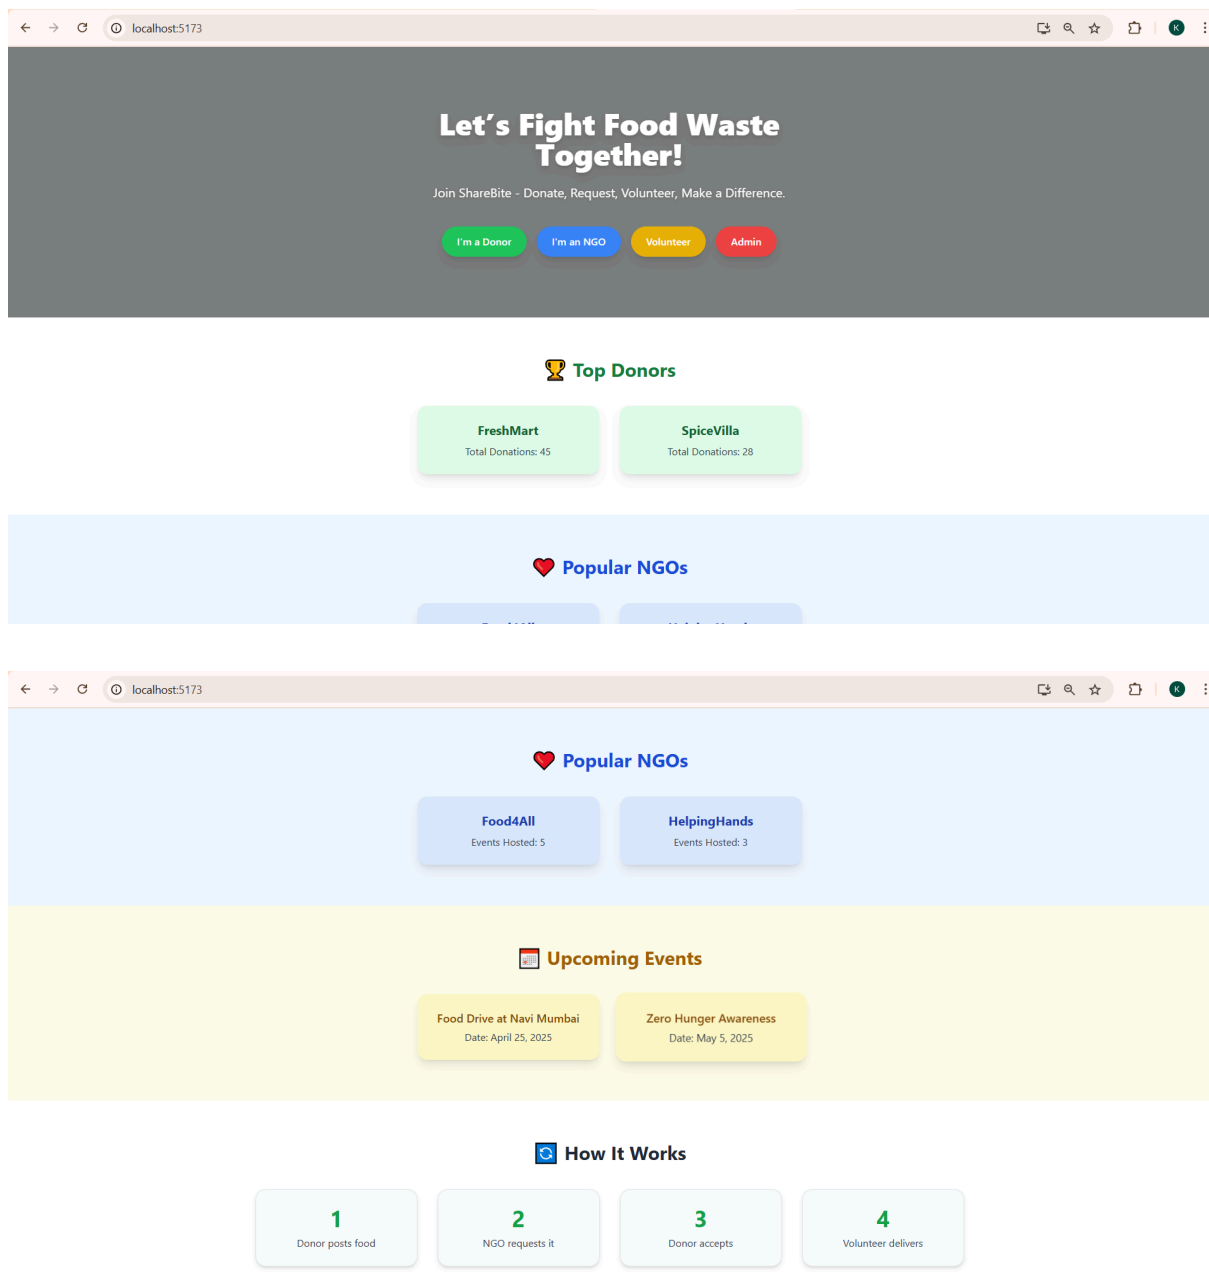 localhost:5173
K
Let’s Fight Food Waste
Together!
Join ShareBite - Donate, Request, Volunteer, Make a Difference.
I'm a Donor
I'm an NGO
Volunteer
Admin
🏆 Top Donors
FreshMart
Total Donations: 45
SpiceVilla
Total Donations: 28
❤️ Popular NGOs
localhost:5173
K
❤️ Popular NGOs
Food4All
Events Hosted: 5
HelpingHands
Events Hosted: 3
📅 Upcoming Events
Food Drive at Navi Mumbai
Date: April 25, 2025
Zero Hunger Awareness
Date: May 5, 2025
🔄 How It Works
1
Donor posts food
2
NGO requests it
3
Donor accepts
4
Volunteer delivers